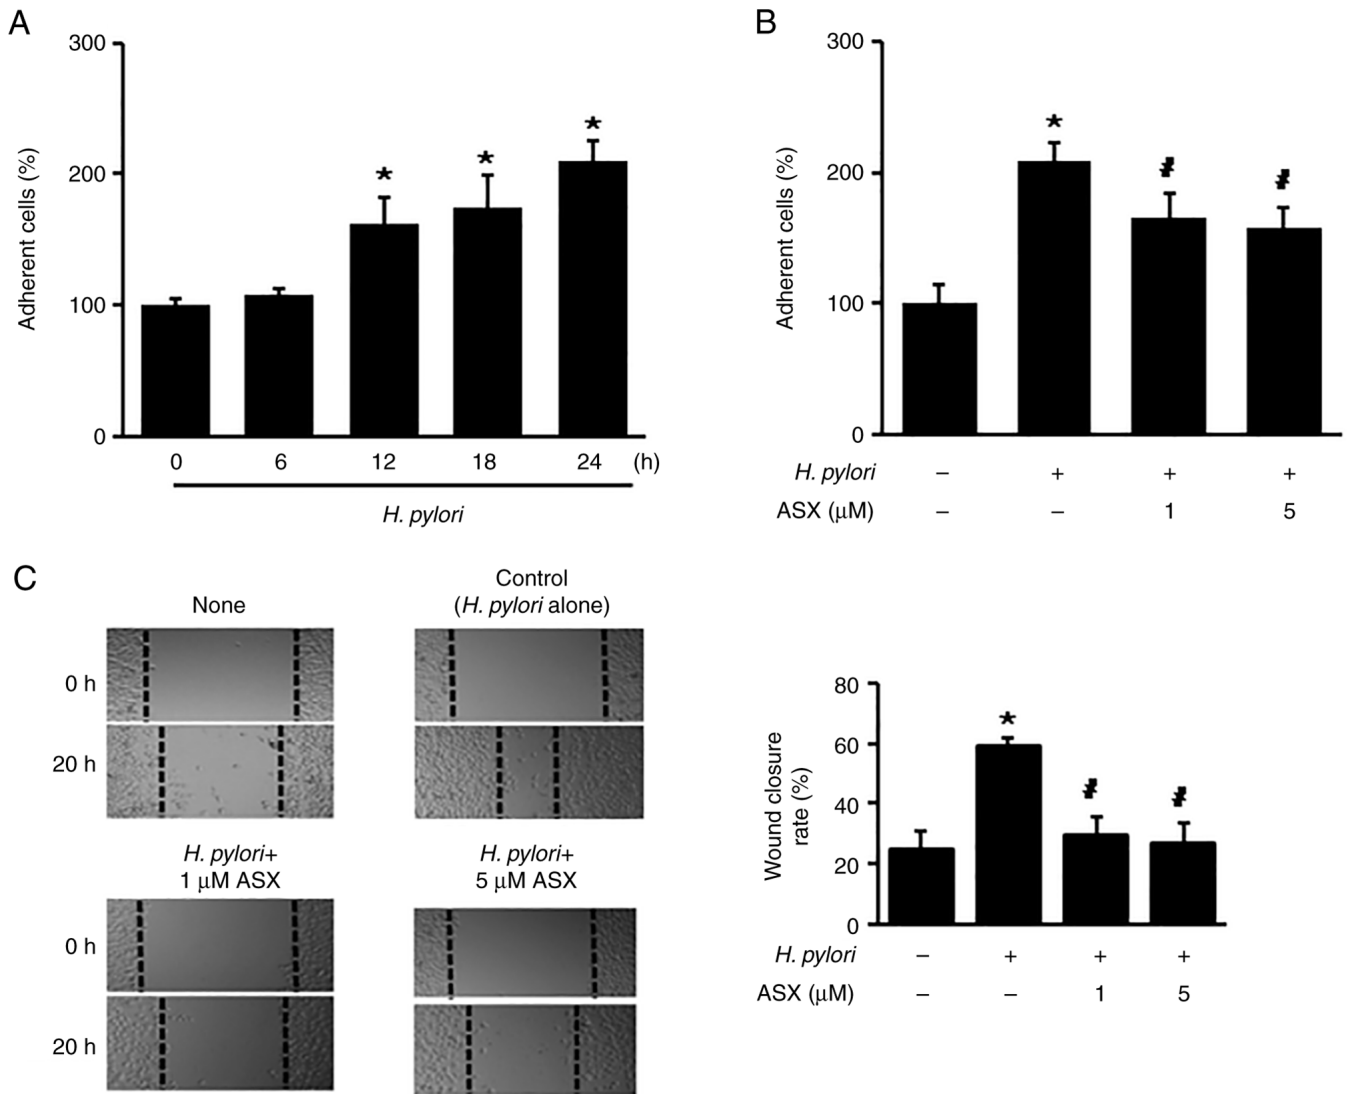 A
300
200
100
0
Adherent cells (%)
* * *
0 6 12 18 24 (h)
H. pylori
B
300
200
100
0
Adherent cells (%)
* # #
H. pylori – + + +
ASX (μM) – – 1 5
C
None
Control
(H. pylori alone)
0 h
20 h
H. pylori+
1 μM ASX
H. pylori+
5 μM ASX
0 h
20 h
80
60
40
20
0
Wound closure
rate (%)
* # #
H. pylori – + + +
ASX (μM) – – 1 5